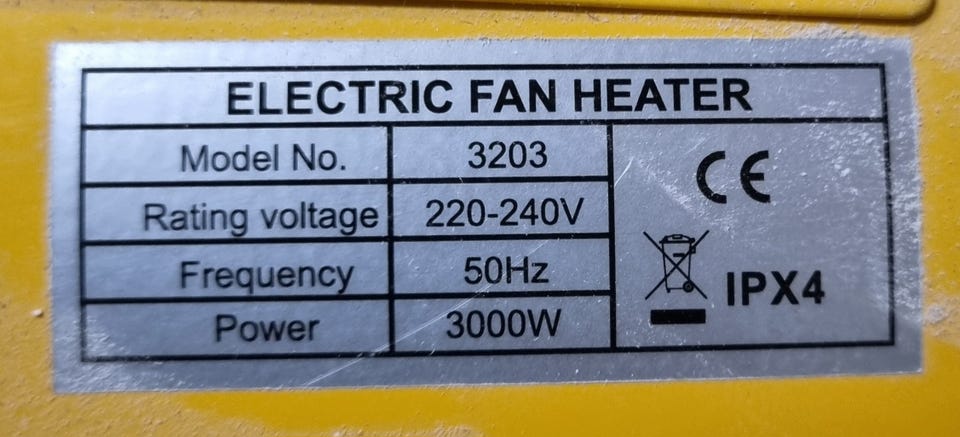 ELECTRIC FAN HEATER
Model No. 3203
Rating voltage 220-240V
Frequency 50Hz
Power 3000W
CE
IPX4